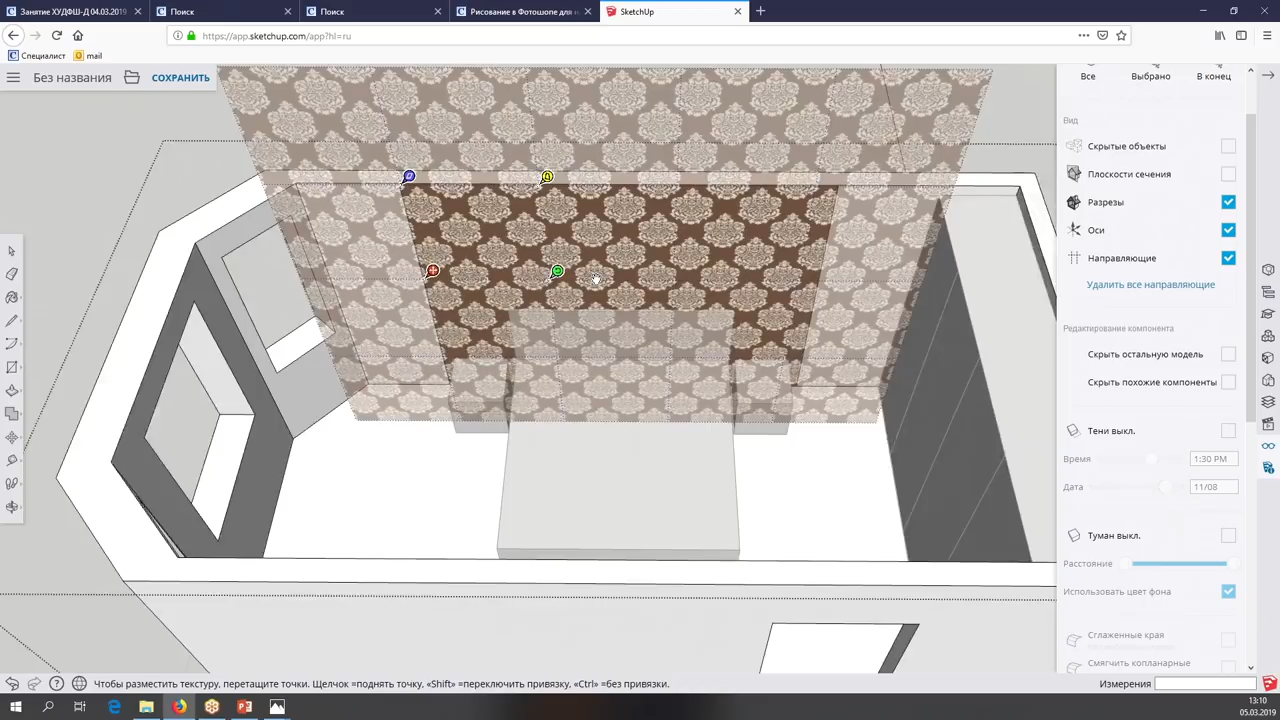 Занятие ХУДФШ-Д 04.03.2019
Поиск
Поиск
Рисование в Фотошопе для н
SketchUp
https://app.sketchup.com/app?hl=ru
Специалист
mail
Без названия
СОХРАНИТЬ
Все
Выбрано
В конец
Вид
Скрытые объекты
Плоскости сечения
Разрезы
Оси
Направляющие
Удалить все направляющие
Редактирование компонента
Скрыть остальную модель
Скрыть похожие компоненты
Тени выкл.
Время
1:30 PM
Дата
11/08
Туман выкл.
Расстояние
Использовать цвет фона
Сглаженные края
Смягчить копланарные
Чтобы разместить текстуру, перетащите точки. Щелчок =поднять точку, «Shift» =переключить привязку, «Ctrl» =без привязки.
Измерения
13:10
05.03.2019